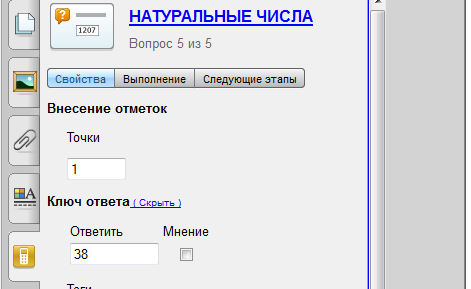 НАТУРАЛЬНЫЕ ЧИСЛА
1207
Вопрос 5 из 5
Свойства Выполнение Следующие этапы
Внесение отметок
Точки
1
Ключ ответа ( Скрыть )
Ответить Мнение
38
Теги